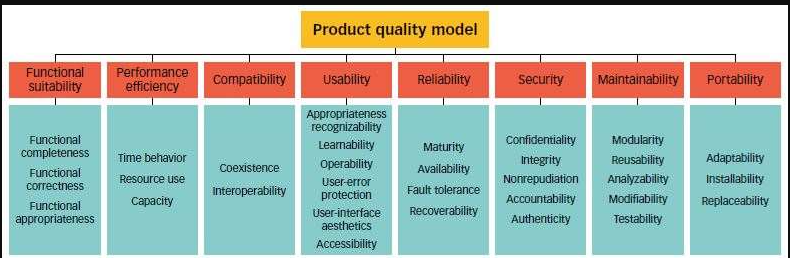 Product quality model
Functional
suitability
Performance
efficiency
Compatibility
Usability
Reliability
Security
Maintainability
Portability
Functional
completeness
Functional
correctness
Functional
appropriateness
Time behavior
Resource use
Capacity
Coexistence
Interoperability
Appropriateness
recognizability
Learnability
Operability
User-error
protection
User-interface
aesthetics
Accessibility
Maturity
Availability
Fault tolerance
Recoverability
Confidentiality
Integrity
Nonrepudiation
Accountability
Authenticity
Modularity
Reusability
Analyzability
Modifiability
Testability
Adaptability
Installability
Replaceability